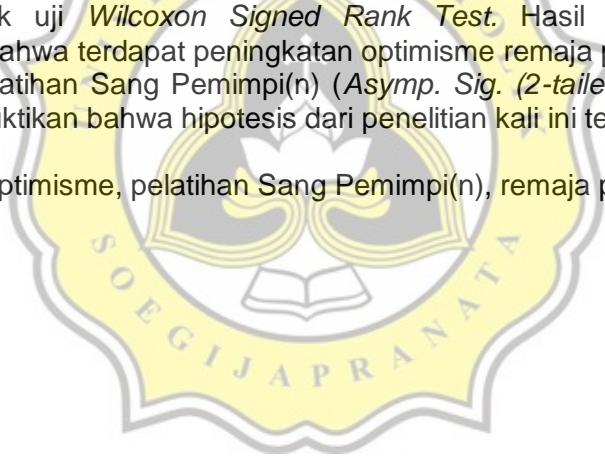 k uji Wilcoxon Signed Rank Test. Hasil
ahwa terdapat peningkatan optimisme remaja p
atihan Sang Pemimpi(n) (Asymp. Sig. (2-taile
uktikan bahwa hipotesis dari penelitian kali ini te
ptimisme, pelatihan Sang Pemimpi(n), remaja p
SOEGIJAPRANATA